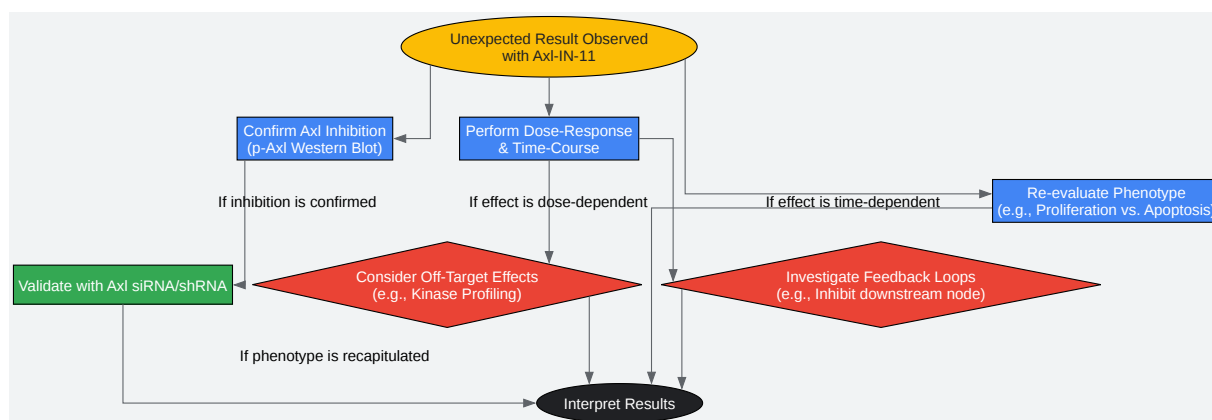 Unexpected Result Observed
with Axl-IN-11
Confirm Axl Inhibition
(p-Axl Western Blot)
Perform Dose-Response
& Time-Course
Re-evaluate Phenotype
(e.g., Proliferation vs. Apoptosis)
If inhibition is confirmed
If effect is dose-dependent
If effect is time-dependent
Validate with Axl siRNA/shRNA
Consider Off-Target Effects
(e.g., Kinase Profiling)
Investigate Feedback Loops
(e.g., Inhibit downstream node)
If phenotype is recapitulated
Interpret Results